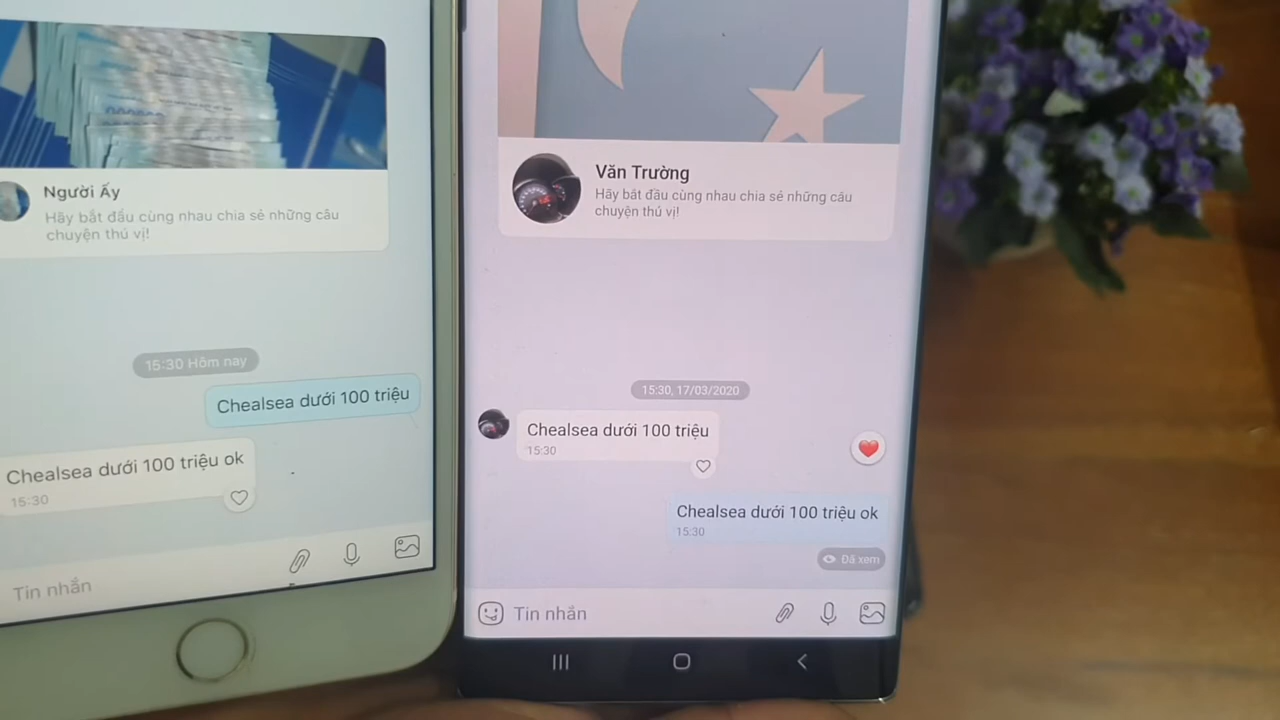 Người Ấy
Hãy bắt đầu cùng nhau chia sẻ những câu
chuyện thú vị!
15:30 Hôm nay
Chealsea dưới 100 triệu
Chealsea dưới 100 triệu ok
15:30
Tin nhắn
Văn Trường
Hãy bắt đầu cùng nhau chia sẻ những câu
chuyện thú vị!
15:30, 17/03/2020
Chealsea dưới 100 triệu
15:30
Chealsea dưới 100 triệu ok
15:30
Đã xem
Tin nhắn